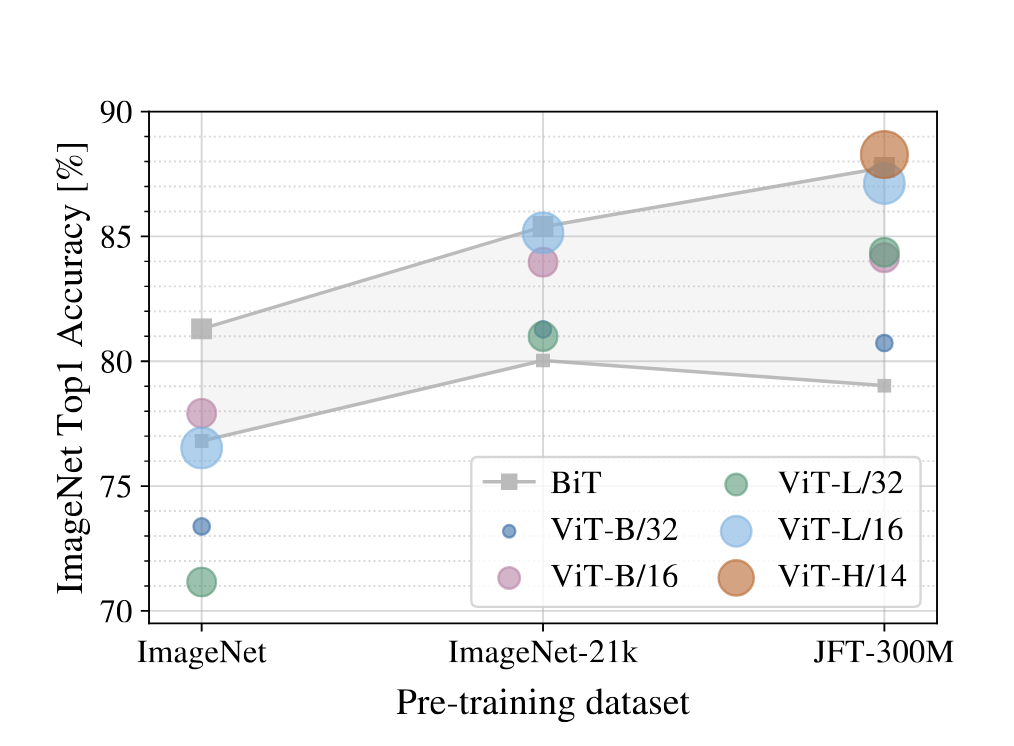 90
85
80
75
70
ImageNet Top1 Accuracy [%]
BiT
ViT-B/32
ViT-B/16
ViT-L/32
ViT-L/16
ViT-H/14
ImageNet
ImageNet-21k
JFT-300M
Pre-training dataset